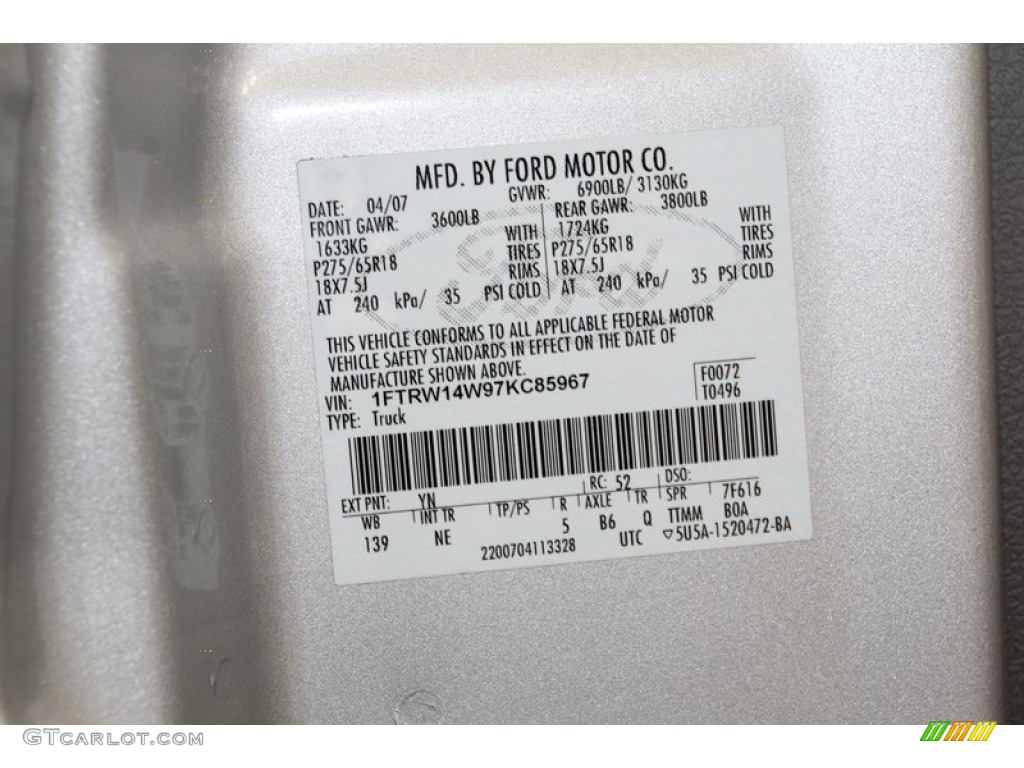 MFD. BY FORD MOTOR CO.
DATE: 04/07 GVWR: 6900LB/ 3130KG
FRONT GAWR: 3600LB REAR GAWR: 3800LB
1633KG WITH 1724KG WITH
P275/65R18 TIRES P275/65R18 TIRES
18X7.5J RIMS 18X7.5J RIMS
AT 240 kPa/ 35 PSI COLD AT 240 kPa/ 35 PSI COLD
THIS VEHICLE CONFORMS TO ALL APPLICABLE FEDERAL MOTOR
VEHICLE SAFETY STANDARDS IN EFFECT ON THE DATE OF
MANUFACTURE SHOWN ABOVE.
VIN: 1FTRW14W97KC85967 F0072
TYPE: Truck T0496
EXT PNT: YN RC: 52 DSO:
WB INT TR TP/PS R AXLE TR SPR 7F616
139 NE 5 B6 Q TTMM BOA
2200704113328 UTC ▽5U5A-1520472-BA
Ford
GTCARLOT.COM